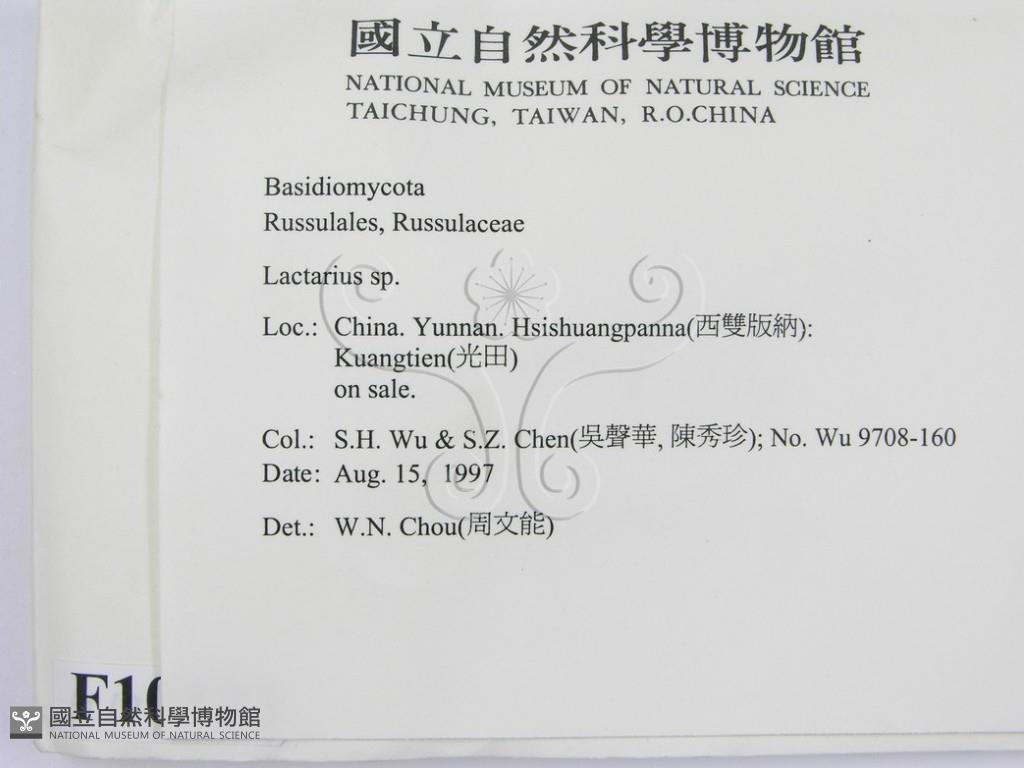 國立自然科學博物館
NATIONAL MUSEUM OF NATURAL SCIENCE
TAICHUNG, TAIWAN, R.O.CHINA
Basidiomycota
Russulales, Russulaceae
Lactarius sp.
Loc.: China. Yunnan. Hsishuangpanna(西雙版納):
Kuangtien(光田)
on sale.
Col.: S.H. Wu & S.Z. Chen(吳聲華, 陳秀珍); No. Wu 9708-160
Date: Aug. 15, 1997
Det.: W.N. Chou(周文能)
國立自然科學博物館
NATIONAL MUSEUM OF NATURAL SCIENCE